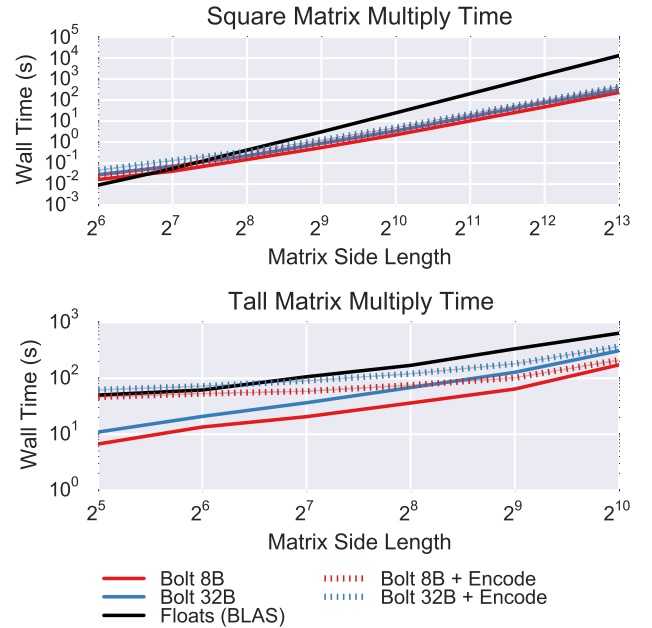 Square Matrix Multiply Time
Wall Time (s)
10^5
10^4
10^3
10^2
10^1
10^0
10^-1
10^-2
10^-3
2^6 2^7 2^8 2^9 2^10 2^11 2^12 2^13
Matrix Side Length
Tall Matrix Multiply Time
Wall Time (s)
10^3
10^2
10^1
10^0
2^5 2^6 2^7 2^8 2^9 2^10
Matrix Side Length
Bolt 8B
Bolt 32B
Floats (BLAS)
Bolt 8B + Encode
Bolt 32B + Encode